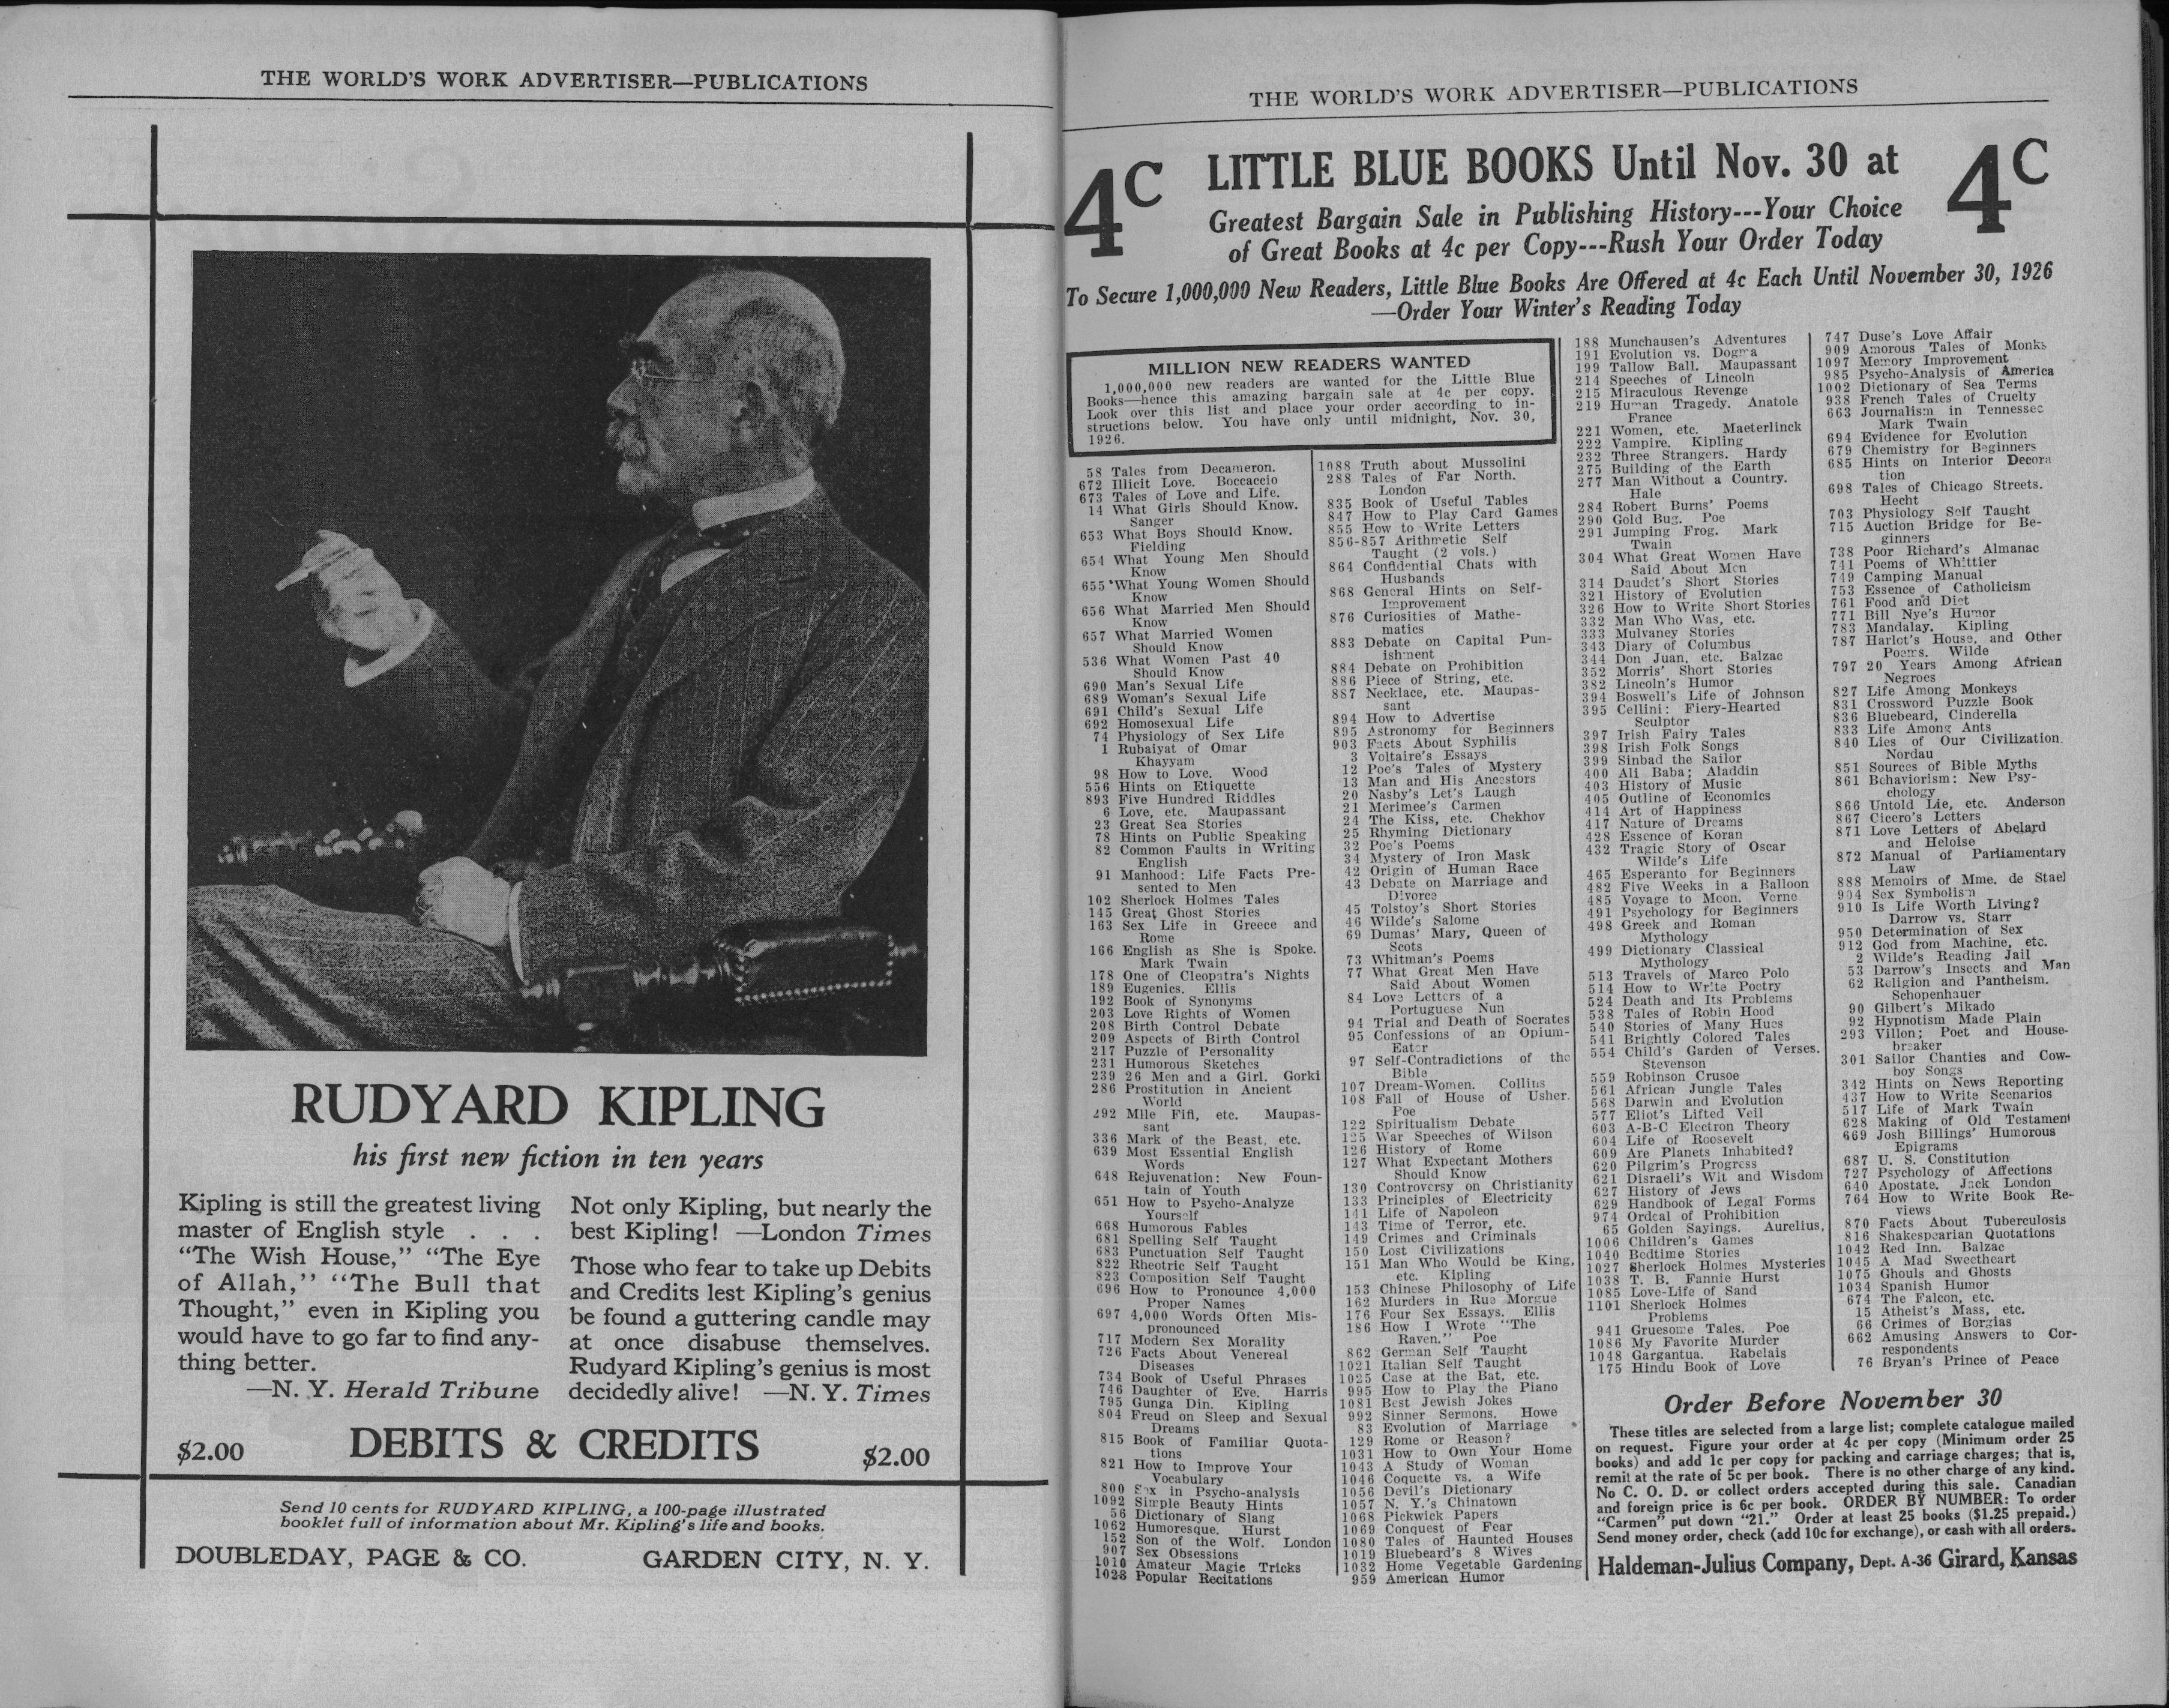 THE WORLD'S WORK ADVERTISER—PUBLICATIONS
RUDYARD KIPLING
his first new fiction in ten years
Kipling is still the greatest living
master of English style . . .
“The Wish House,” “The Eye
of Allah,” “The Bull that
Thought,” even in Kipling you
would have to go far to find any-
thing better.
—N. Y. Herald Tribune
Not only Kipling, but nearly the
best Kipling! —London Times
Those who fear to take up Debits
and Credits lest Kipling's genius
be found a guttering candle may
at once disabuse themselves.
Rudyard Kipling's genius is most
decidedly alive! —N. Y. Times
$2.00 DEBITS & CREDITS $2.00
Send 10 cents for RUDYARD KIPLING, a 100-page illustrated
booklet full of information about Mr. Kipling's life and books.
DOUBLEDAY, PAGE & CO. GARDEN CITY, N. Y.
THE WORLD'S WORK ADVERTISER—PUBLICATIONS
4c LITTLE BLUE BOOKS Until Nov. 30 at 4c
Greatest Bargain Sale in Publishing History---Your Choice
of Great Books at 4c per Copy---Rush Your Order Today
To Secure 1,000,000 New Readers, Little Blue Books Are Offered at 4c Each Until November 30, 1926
—Order Your Winter's Reading Today
MILLION NEW READERS WANTED
1,000,000 new readers are wanted for the Little Blue
Books—hence this amazing bargain sale at 4c per copy.
Look over this list and place your order according to in-
structions below. You have only until midnight, Nov. 30,
1926.
58 Tales from Decameron.
672 Illicit Love. Boccaccio
673 Tales of Love and Life.
14 What Girls Should Know.
Sanger
653 What Boys Should Know.
Fielding
654 What Young Men Should
Know
655 What Young Women Should
Know
656 What Married Men Should
Know
657 What Married Women
Should Know
536 What Women Past 40
Should Know
690 Man's Sexual Life
689 Woman's Sexual Life
691 Child's Sexual Life
692 Homosexual Life
74 Physiology of Sex Life
1 Rubaiyat of Omar
Khayyam
98 How to Love. Wood
556 Hints on Etiquette
893 Five Hundred Riddles
6 Love, etc. Maupassant
23 Great Sea Stories
78 Hints on Public Speaking
82 Common Faults in Writing
English
91 Manhood: Life Facts Pre-
sented to Men
102 Sherlock Holmes Tales
145 Great Ghost Stories
163 Sex Life in Greece and
Rome
166 English as She is Spoke.
Mark Twain
178 One of Cleopatra's Nights
189 Eugenics. Ellis
192 Book of Synonyms
203 Love Rights of Women
208 Birth Control Debate
209 Aspects of Birth Control
217 Puzzle of Personality
231 Humorous Sketches
239 26 Men and a Girl. Gorki
286 Prostitution in Ancient
World
292 Mlle Fifi, etc. Maupas-
sant
336 Mark of the Beast, etc.
639 Most Essential English
Words
648 Rejuvenation: New Foun-
tain of Youth
651 How to Psycho-Analyze
Yourself
668 Humorous Fables
681 Spelling Self Taught
683 Punctuation Self Taught
822 Rheotric Self Taught
823 Composition Self Taught
696 How to Pronounce 4,000
Proper Names
697 4,000 Words Often Mis-
pronounced
717 Modern Sex Morality
726 Facts About Venereal
Diseases
734 Book of Useful Phrases
746 Daughter of Eve. Harris
795 Gunga Din. Kipling
804 Freud on Sleep and Sexual
Dreams
815 Book of Familiar Quota-
tions
821 How to Improve Your
Vocabulary
800 Sex in Psycho-analysis
1092 Simple Beauty Hints
56 Dictionary of Slang
1062 Humoresque. Hurst
152 Son of the Wolf. London
907 Sex Obsessions
1010 Amateur Magic Tricks
1023 Popular Recitations
1088 Truth about Mussolini
288 Tales of Far North.
London
835 Book of Useful Tables
847 How to Play Card Games
855 How to Write Letters
856-857 Arithmetic Self
Taught (2 vols.)
864 Confidential Chats with
Husbands
868 General Hints on Self-
Improvement
876 Curiosities of Mathe-
matics
883 Debate on Capital Pun-
ishment
884 Debate on Prohibition
886 Piece of String, etc.
887 Necklace, etc. Maupas-
sant
894 How to Advertise
895 Astronomy for Beginners
903 Facts About Syphilis
3 Voltaire's Essays
12 Poe's Tales of Mystery
13 Man and His Ancestors
20 Nasby's Let's Laugh
21 Merimee's Carmen
24 The Kiss, etc. Chekhov
25 Rhyming Dictionary
32 Poe's Poems
34 Mystery of Iron Mask
42 Origin of Human Race
43 Debate on Marriage and
Divorce
45 Tolstoy's Short Stories
46 Wilde's Salome
69 Dumas' Mary, Queen of
Scots
73 Whitman's Poems
77 What Great Men Have
Said About Women
84 Love Letters of a
Portuguese Nun
94 Trial and Death of Socrates
95 Confessions of an Opium-
Eater
97 Self-Contradictions of the
Bible
107 Dream-Women. Collins
108 Fall of House of Usher.
Poe
122 Spiritualism Debate
125 War Speeches of Wilson
126 History of Rome
127 What Expectant Mothers
Should Know
130 Controversy on Christianity
133 Principles of Electricity
141 Life of Napoleon
143 Time of Terror, etc.
149 Crimes and Criminals
150 Lost Civilizations
151 Man Who Would be King,
etc. Kipling
153 Chinese Philosophy of Life
162 Murders in Rue Morgue
176 Four Sex Essays. Ellis
186 How I Wrote “The
Raven.” Poe
862 German Self Taught
1021 Italian Self Taught
1025 Case at the Bat, etc.
995 How to Play the Piano
1081 Best Jewish Jokes
992 Sinner Sermons. Howe
83 Evolution of Marriage
129 Rome or Reason?
1031 How to Own Your Home
1043 A Study of Woman
1046 Coquette vs. a Wife
1056 Devil's Dictionary
1057 N. Y.'s Chinatown
1068 Pickwick Papers
1069 Conquest of Fear
1080 Tales of Haunted Houses
1019 Bluebeard's 8 Wives
1032 Home Vegetable Gardening
959 American Humor
188 Munchausen's Adventures
191 Evolution vs. Dogma
199 Tallow Ball. Maupassant
214 Speeches of Lincoln
215 Miraculous Revenge
219 Human Tragedy. Anatole
France
221 Women, etc. Maeterlinck
222 Vampire. Kipling
232 Three Strangers. Hardy
275 Building of the Earth
277 Man Without a Country.
Hale
284 Robert Burns' Poems
290 Gold Bug. Poe
291 Jumping Frog. Mark
Twain
304 What Great Women Have
Said About Men
314 Daudet's Short Stories
321 History of Evolution
326 How to Write Short Stories
332 Man Who Was, etc.
333 Mulvaney Stories
343 Diary of Columbus
344 Don Juan, etc. Balzac
352 Morris' Short Stories
382 Lincoln's Humor
394 Boswell's Life of Johnson
395 Cellini: Fiery-Hearted
Sculptor
397 Irish Fairy Tales
398 Irish Folk Songs
399 Sinbad the Sailor
400 Ali Baba; Aladdin
403 History of Music
405 Outline of Economics
414 Art of Happiness
417 Nature of Dreams
428 Essence of Koran
432 Tragic Story of Oscar
Wilde's Life
465 Esperanto for Beginners
482 Five Weeks in a Balloon
485 Voyage to Moon. Verne
491 Psychology for Beginners
498 Greek and Roman
Mythology
499 Dictionary Classical
Mythology
513 Travels of Marco Polo
514 How to Write Poetry
524 Death and Its Problems
538 Tales of Robin Hood
540 Stories of Many Hues
541 Brightly Colored Tales
554 Child's Garden of Verses.
Stevenson
559 Robinson Crusoe
561 African Jungle Tales
568 Darwin and Evolution
577 Eliot's Lifted Veil
603 A-B-C Electron Theory
604 Life of Roosevelt
609 Are Planets Inhabited?
620 Pilgrim's Progress
621 Disraeli's Wit and Wisdom
627 History of Jews
629 Handbook of Legal Forms
974 Ordeal of Prohibition
65 Golden Sayings. Aurelius,
1006 Children's Games
1040 Bedtime Stories
1027 Sherlock Holmes Mysteries
1038 T. B. Fannie Hurst
1085 Love-Life of Sand
1101 Sherlock Holmes
Problems
941 Gruesome Tales. Poe
1086 My Favorite Murder
1048 Gargantua. Rabelais
175 Hindu Book of Love
747 Duse's Love Affair
909 Amorous Tales of Monks
1097 Memory Improvement
985 Psycho-Analysis of America
1002 Dictionary of Sea Terms
938 French Tales of Cruelty
663 Journalism in Tennessee
Mark Twain
694 Evidence for Evolution
679 Chemistry for Beginners
685 Hints on Interior Decora
tion
698 Tales of Chicago Streets.
Hecht
703 Physiology Self Taught
715 Auction Bridge for Be-
ginners
738 Poor Richard's Almanac
741 Poems of Whittier
749 Camping Manual
753 Essence of Catholicism
761 Food and Diet
771 Bill Nye's Humor
783 Mandalay. Kipling
787 Harlot's House, and Other
Poems. Wilde
797 20 Years Among African
Negroes
827 Life Among Monkeys
831 Crossword Puzzle Book
836 Bluebeard, Cinderella
833 Life Among Ants
840 Lies of Our Civilization.
Nordau
851 Sources of Bible Myths
861 Behaviorism: New Psy-
chology
866 Untold Lie, etc. Anderson
867 Cicero's Letters
871 Love Letters of Abelard
and Heloise
872 Manual of Parliamentary
Law
888 Memoirs of Mme. de Stael
904 Sex Symbolism
910 Is Life Worth Living?
Darrow vs. Starr
950 Determination of Sex
912 God from Machine, etc.
2 Wilde's Reading Jail
53 Darrow's Insects and Man
62 Religion and Pantheism.
Schopenhauer
90 Gilbert's Mikado
92 Hypnotism Made Plain
293 Villon; Poet and House-
breaker
301 Sailor Chanties and Cow-
boy Songs
342 Hints on News Reporting
437 How to Write Scenarios
517 Life of Mark Twain
628 Making of Old Testament
669 Josh Billings' Humorous
Epigrams
687 U. S. Constitution
727 Psychology of Affections
640 Apostate. Jack London
764 How to Write Book Re-
views
870 Facts About Tuberculosis
816 Shakespearian Quotations
1042 Red Inn. Balzac
1045 A Mad Sweetheart
1075 Ghouls and Ghosts
1034 Spanish Humor
674 The Falcon, etc.
15 Atheist's Mass, etc.
66 Crimes of Borgias
662 Amusing Answers to Cor-
respondents
76 Bryan's Prince of Peace
Order Before November 30
These titles are selected from a large list; complete catalogue mailed
on request. Figure your order at 4c per copy (Minimum order 25
books) and add 1c per copy for packing and carriage charges; that is,
remit at the rate of 5c per book. There is no other charge of any kind.
No C. O. D. or collect orders accepted during this sale. Canadian
and foreign price is 6c per book. ORDER BY NUMBER: To order
“Carmen” put down “21.” Order at least 25 books ($1.25 prepaid.)
Send money order, check (add 10c for exchange), or cash with all orders.
Haldeman-Julius Company, Dept. A-36 Girard, Kansas